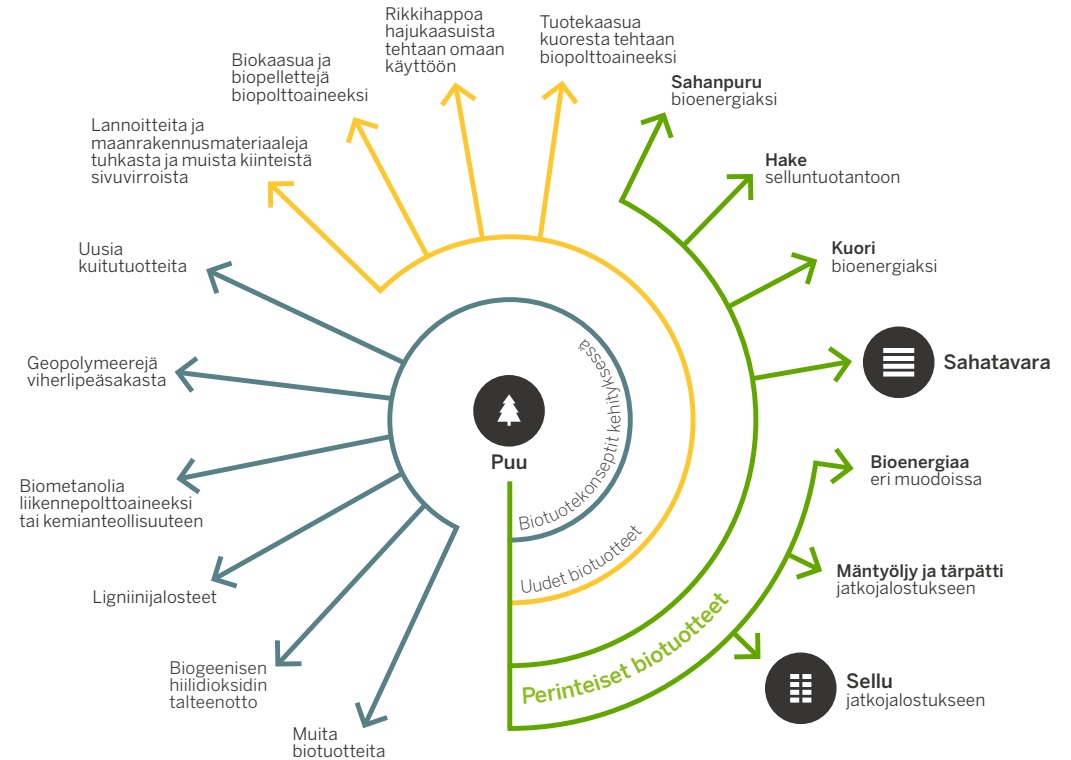 Rikkihappoa
hajukaasuista
tehtaan omaan
käyttöön
Tuotekaasua
kuoresta tehtaan
biopolttoaineeksi
Biokaasua ja
biopellettejä
biopolttoaineeksi
Sahanpuru
bioenergiaksi
Lannoitteita ja
maanrakennusmateriaaleja
tuhkasta ja muista kiinteistä
sivuvirroista
Hake
selluntuotantoon
Uusia
kuitutuotteita
Kuori
bioenergiaksi
Geopolymeerejä
viherlipeäsakasta
Sahatavara
Puu
Biotuotekonseptit kehityksessä
Uudet biotuotteet
Perinteiset biotuotteet
Biometanolia
liikennepolttoaineeksi
tai kemianteollisuuteen
Bioenergiaa
eri muodoissa
Ligniinijalosteet
Mäntyöljy ja tärpätti
jatkojalostukseen
Biogeenisen
hiilidioksidin
talteenotto
Sellu
jatkojalostukseen
Muita
biotuotteita